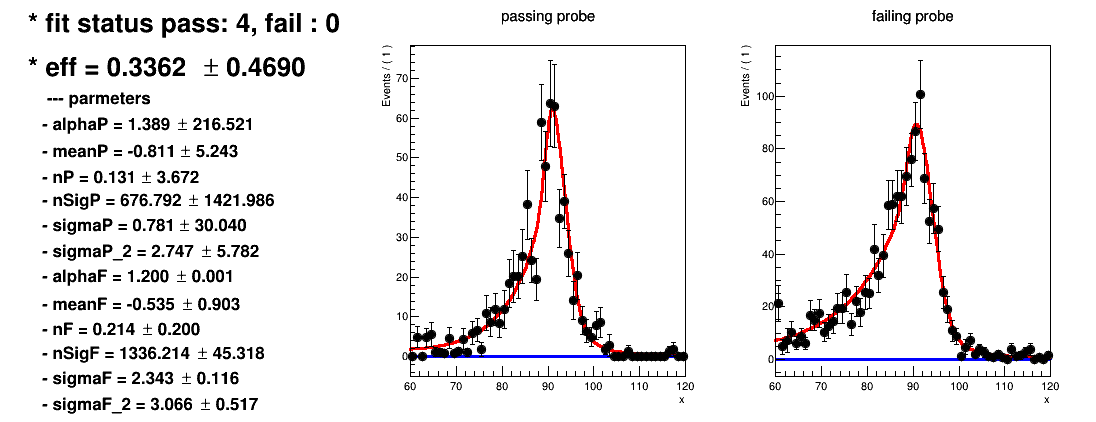 * fit status pass: 4, fail : 0
* eff = 0.3362 ± 0.4690
--- parmeters
- alphaP = 1.389 ± 216.521
- meanP = -0.811 ± 5.243
- nP = 0.131 ± 3.672
- nSigP = 676.792 ± 1421.986
- sigmaP = 0.781 ± 30.040
- sigmaP_2 = 2.747 ± 5.782
- alphaF = 1.200 ± 0.001
- meanF = -0.535 ± 0.903
- nF = 0.214 ± 0.200
- nSigF = 1336.214 ± 45.318
- sigmaF = 2.343 ± 0.116
- sigmaF_2 = 3.066 ± 0.517
passing probe
Events / ( 1 )
70
60
50
40
30
20
10
0
60 70 80 90 100 110 120
x
failing probe
Events / ( 1 )
100
80
60
40
20
0
60 70 80 90 100 110 120
x